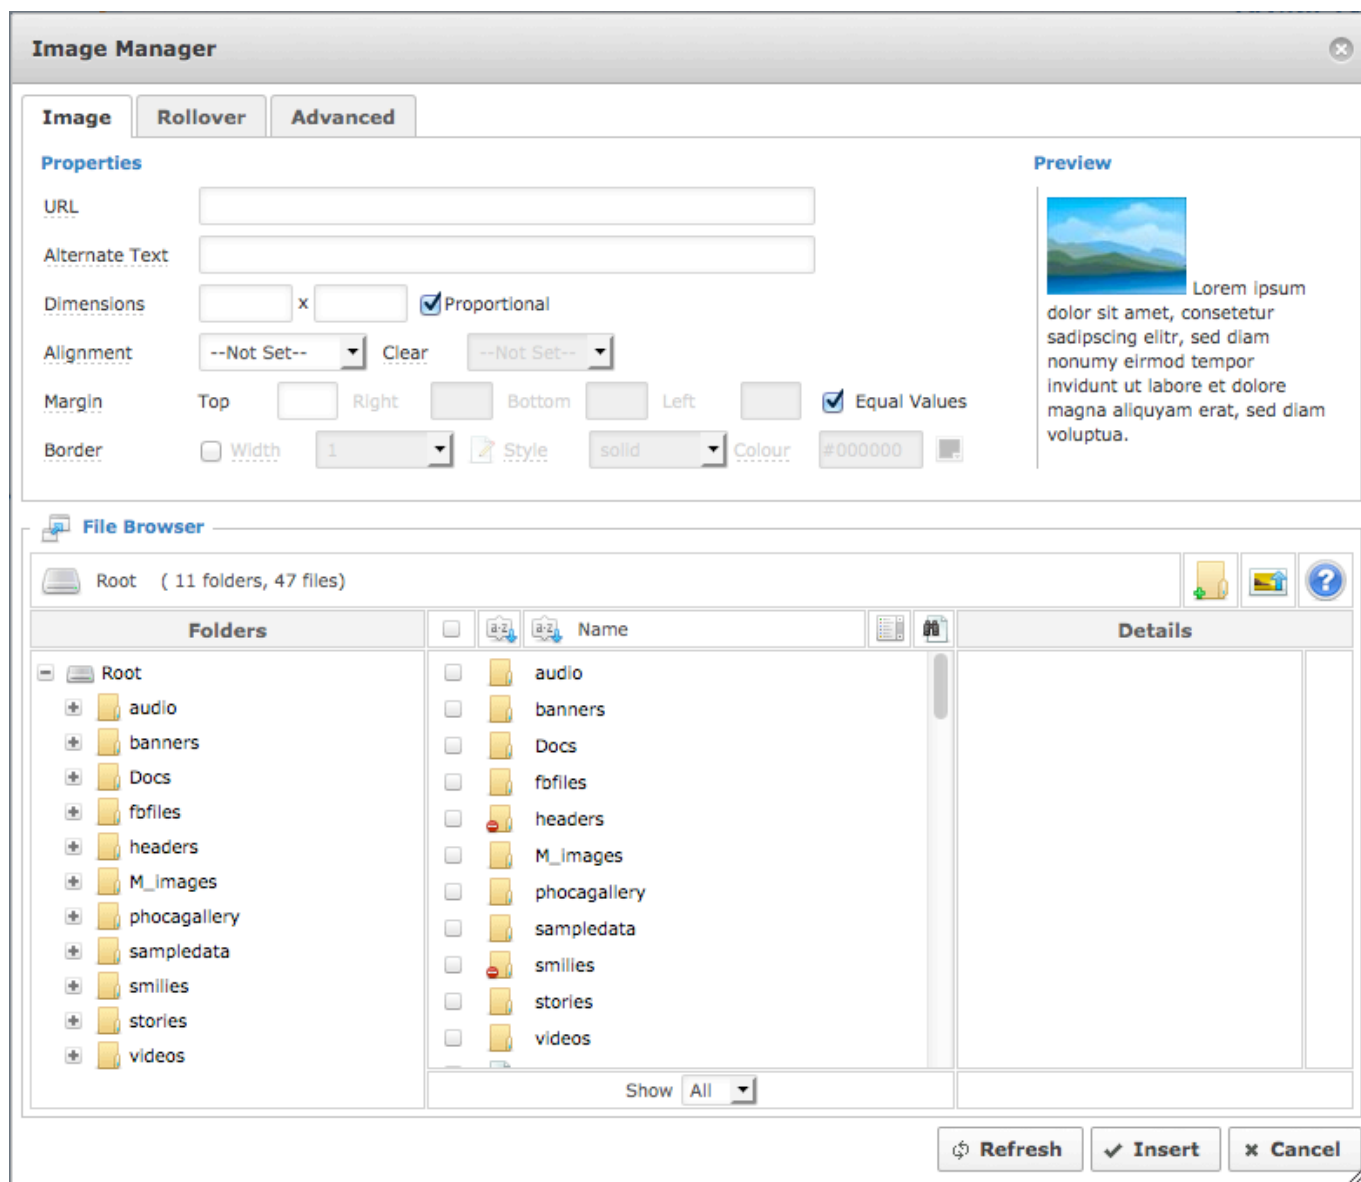 Image Manager
Image Rollover Advanced
Properties
Preview
URL
Alternate Text
Dimensions x Proportional
Alignment --Not Set-- Clear --Not Set--
Margin Top Right Bottom Left Equal Values
Border Width 1 Style solid Colour #000000
Lorem ipsum
dolor sit amet, consetetur
sadipscing elitr, sed diam
nonumy eirmod tempor
invidunt ut labore et dolore
magna aliquyam erat, sed diam
voluptua.
File Browser
Root ( 11 folders, 47 files)
Folders
a-z a-z Name
Details
Root
audio
banners
Docs
fbfiles
headers
M_images
phocagallery
sampledata
smilies
stories
videos
audio
banners
Docs
fbfiles
headers
M_images
phocagallery
sampledata
smilies
stories
videos
Show All
Refresh Insert Cancel